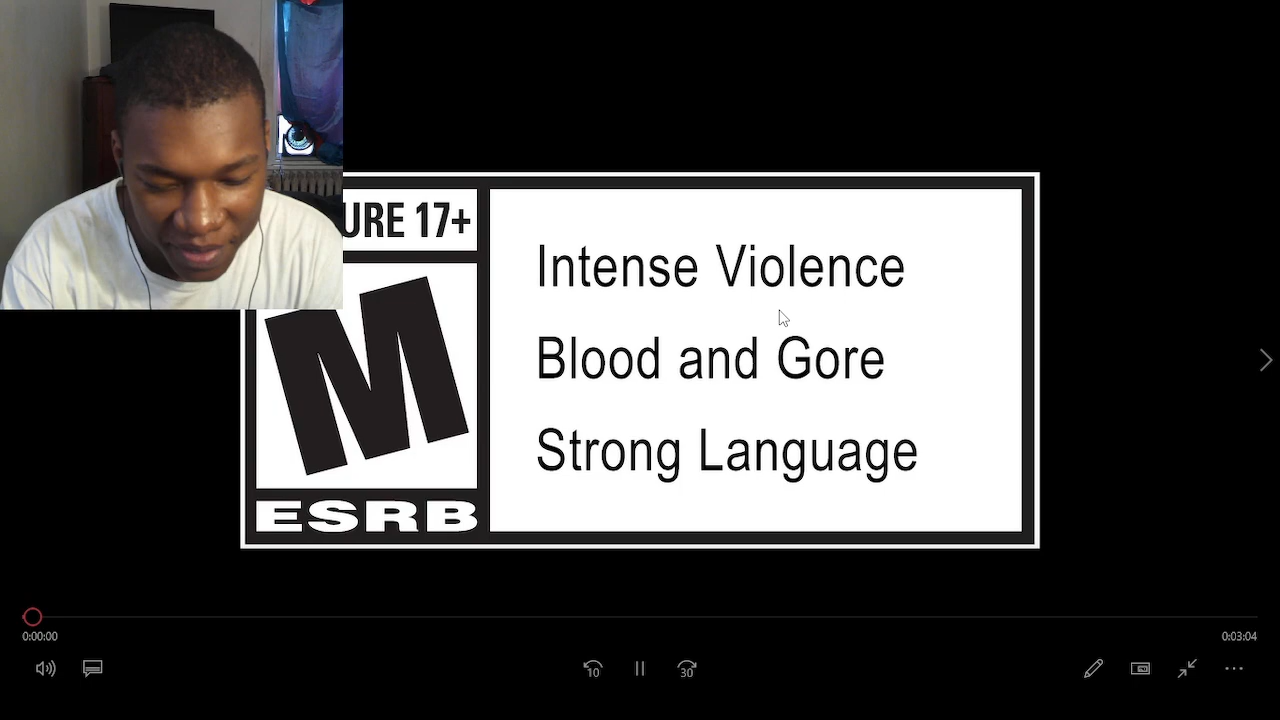 URE 17+
Intense Violence
M
Blood and Gore
Strong Language
ESRB
0:00:00
0:03:04
10
30